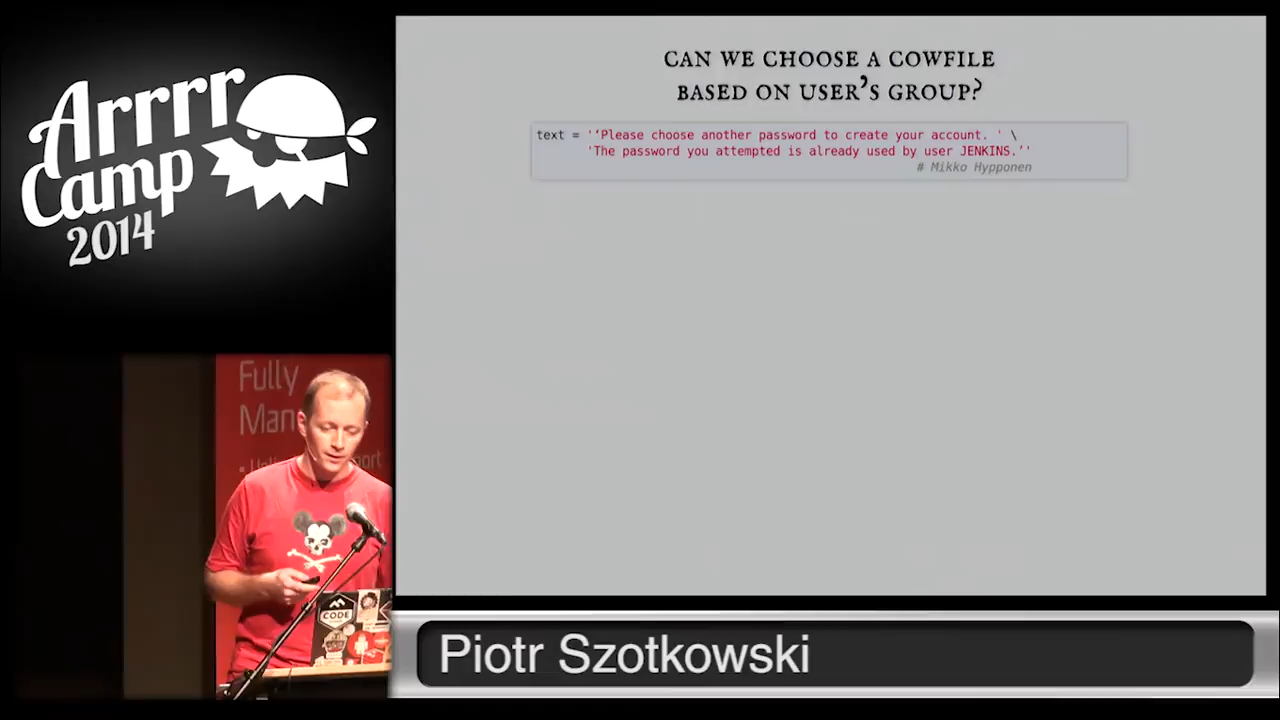 Arrrr
Camp
2014
CAN WE CHOOSE A COWFILE
BASED ON USER'S GROUP?
text = '‘Please choose another password to create your account. ' \
'The password you attempted is already used by user JENKINS.’'
# Mikko Hypponen
Fully
Man
CODE
Piotr Szotkowski